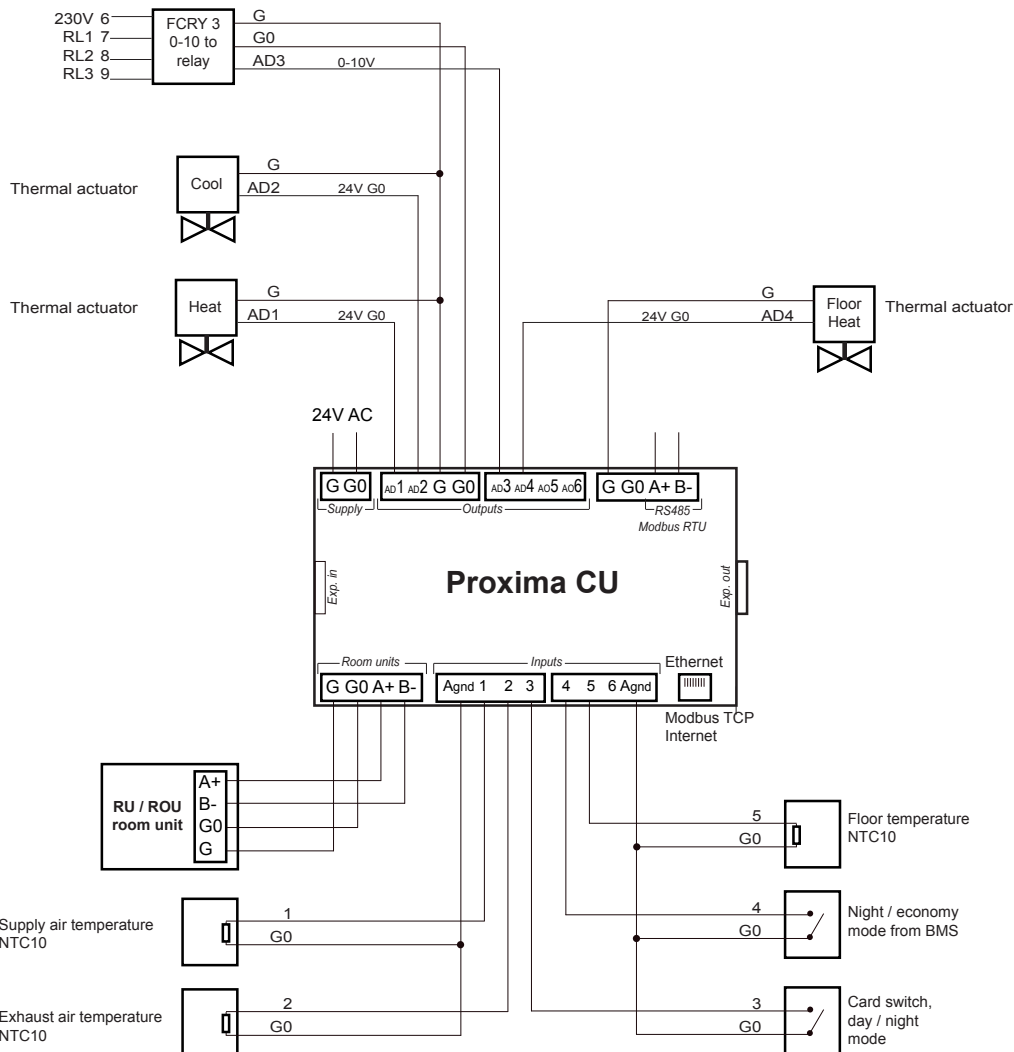 230V 6
RL1 7
RL2 8
RL3 9
FCRY 3
0-10 to
relay
G
G0
AD3 0-10V
Thermal actuator
Cool
G
AD2 24V G0
Thermal actuator
Heat
G
AD1 24V G0
G
24V G0 AD4
Floor
Heat
Thermal actuator
24V AC
G G0
Supply
AD1 AD2 G G0
AD3 AD4 AO5 AO6
Outputs
G G0 A+ B-
RS485
Modbus RTU
Exp. in
Proxima CU
Exp. out
Room units
G G0 A+ B-
Inputs
Agnd 1 2 3
4 5 6 Agnd
Ethernet
Modbus TCP
Internet
RU / ROU
room unit
A+
B-
G0
G
5
G0
Floor temperature
NTC10
Supply air temperature
NTC10
1
G0
4
G0
Night / economy
mode from BMS
Exhaust air temperature
NTC10
2
G0
3
G0
Card switch,
day / night
mode